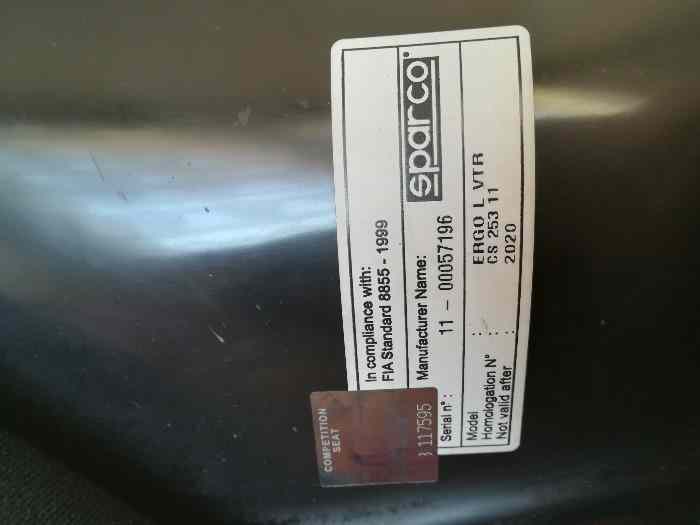 In compliance with:
FIA Standard 8855 - 1999
Manufacturer Name: sparco
Serial n° : 11 - 00057196
Model : ERGO L VTR
Homologation N° : CS 253 11
Not valid after : 2020
COMPETITION
SEAT
117595